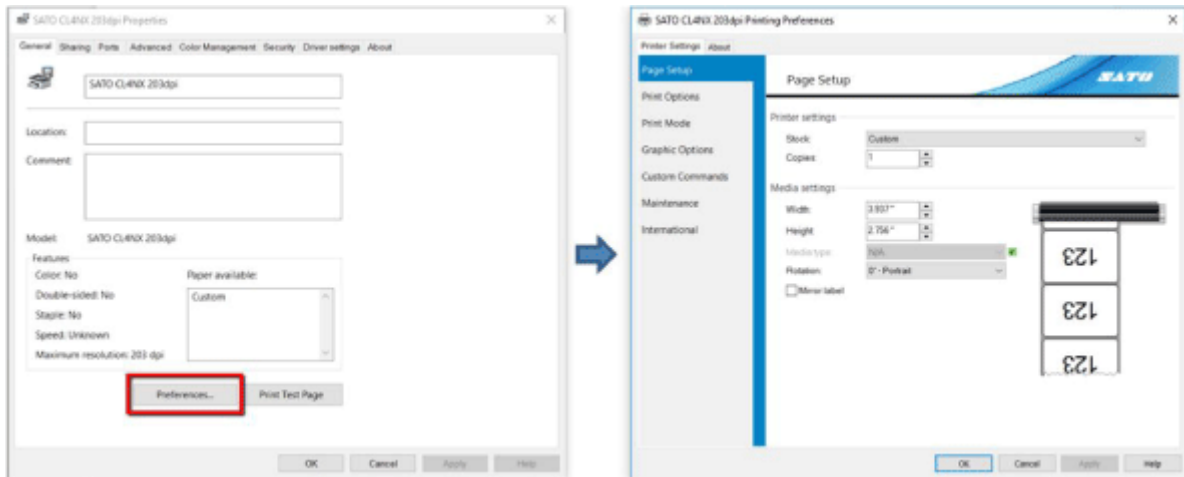 SATO CL4NX 203dpi Properties
General Sharing Ports Advanced Color Management Security Driver settings About
SATO CL4NX 203dpi
Location:
Comment:
Model: SATO CL4NX 203dpi
Features
Color: No
Paper available:
Double-sided: No
Custom
Staple: No
Speed: Unknown
Maximum resolution: 203 dpi
Preferences...
Print Test Page
OK
Cancel
Apply
Help
SATO CL4NX 203dpi Printing Preferences
Printer Settings About
Page Setup
Print Options
Print Mode
Graphic Options
Custom Commands
Maintenance
International
Page Setup
SATO
Printer settings
Stock: Custom
Copies: 1
Media settings
Width: 3.937"
Height: 2.756"
Media type: N/A
Rotation: 0° - Portrait
Mirror label
123
123
123
OK
Cancel
Apply
Help